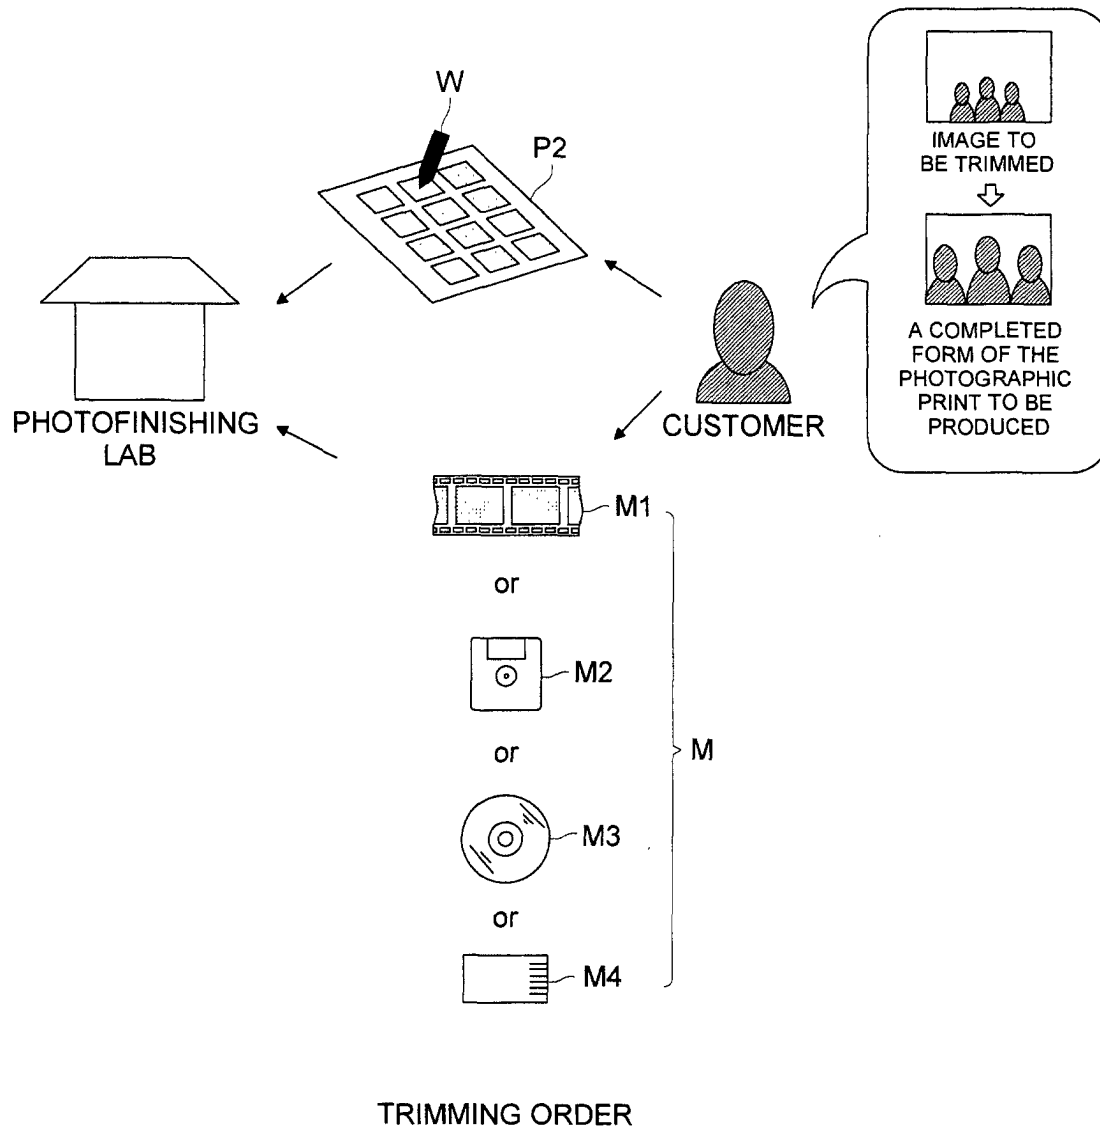 W
P2
IMAGE TO
BE TRIMMED
A COMPLETED
FORM OF THE
PHOTOGRAPHIC
PRINT TO BE
PRODUCED
PHOTOFINISHING
LAB
CUSTOMER
M1
or
M2
or
M
M3
or
M4
TRIMMING ORDER